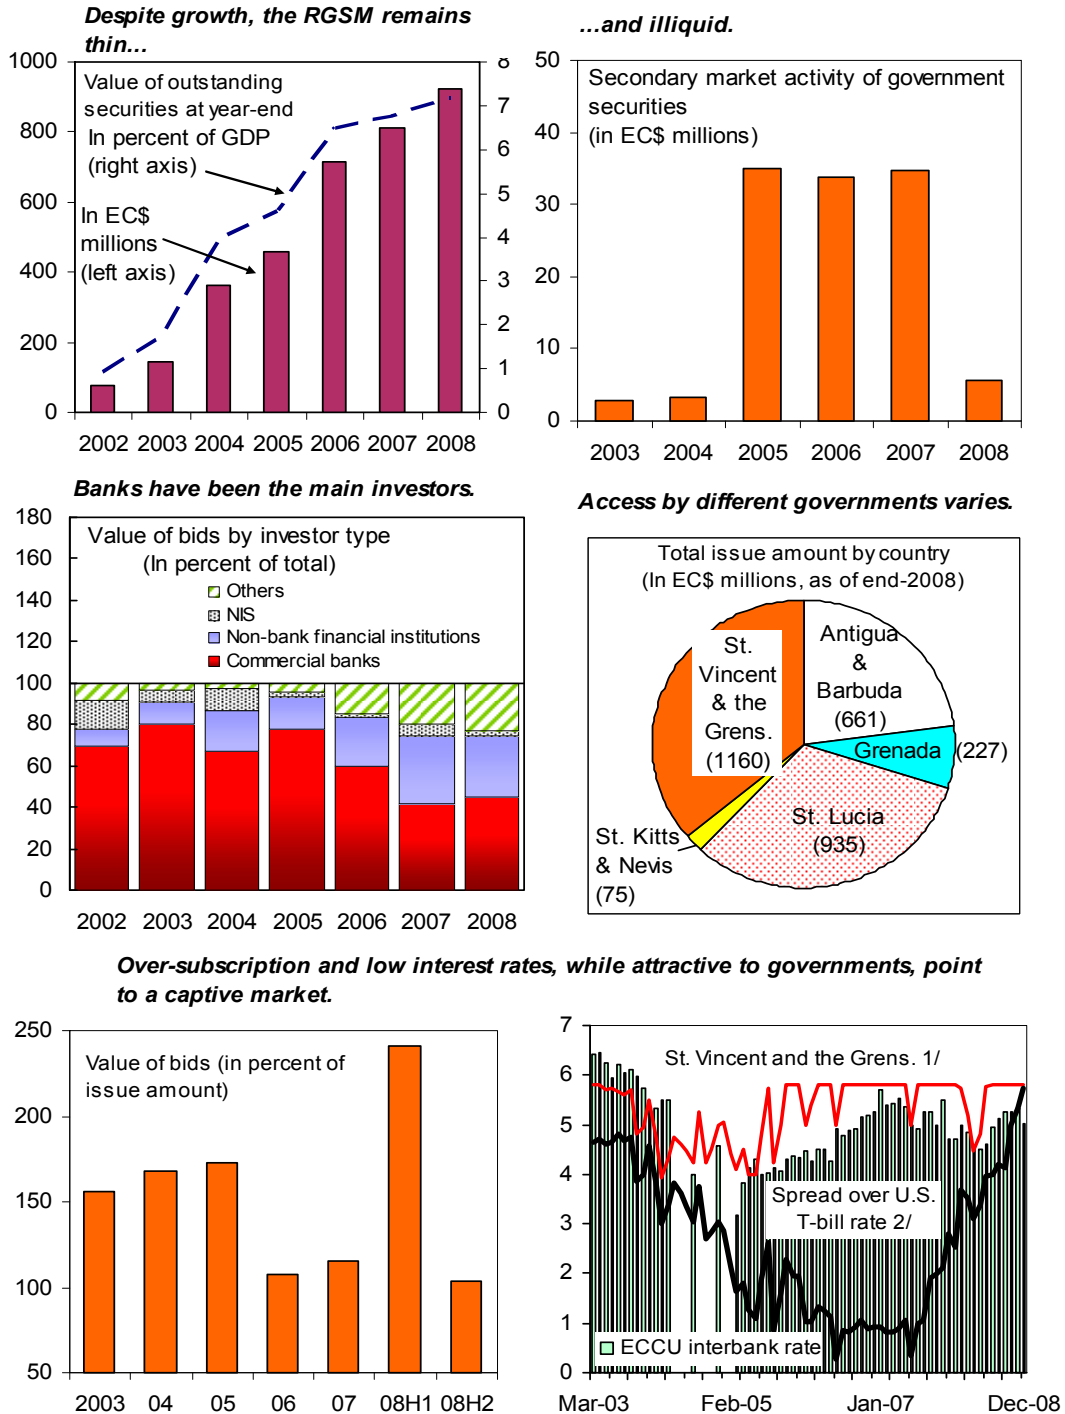 Despite growth, the RGSM remains
thin...
1000
800
600
400
200
0
8
7
6
5
4
3
2
1
0
Value of outstanding
securities at year-end
In percent of GDP
(right axis)
In EC$
millions
(left axis)
2002 2003 2004 2005 2006 2007 2008
...and illiquid.
50
40
30
20
10
0
Secondary market activity of government
securities
(in EC$ millions)
2003 2004 2005 2006 2007 2008
Banks have been the main investors.
180
160
140
120
100
80
60
40
20
0
Value of bids by investor type
(In percent of total)
Others
NIS
Non-bank financial institutions
Commercial banks
2002 2003 2004 2005 2006 2007 2008
Access by different governments varies.
Total issue amount by country
(In EC$ millions, as of end-2008)
St.
Vincent
& the
Grens.
(1160)
Antigua
&
Barbuda
(661)
Grenada (227)
St. Lucia
(935)
St. Kitts
& Nevis
(75)
Over-subscription and low interest rates, while attractive to governments, point
to a captive market.
250
200
150
100
50
Value of bids (in percent of
issue amount)
2003 04 05 06 07 08H1 08H2
7
6
5
4
3
2
1
0
St. Vincent and the Grens. 1/
Spread over U.S.
T-bill rate 2/
ECCU interbank rate
Mar-03 Feb-05 Jan-07 Dec-08